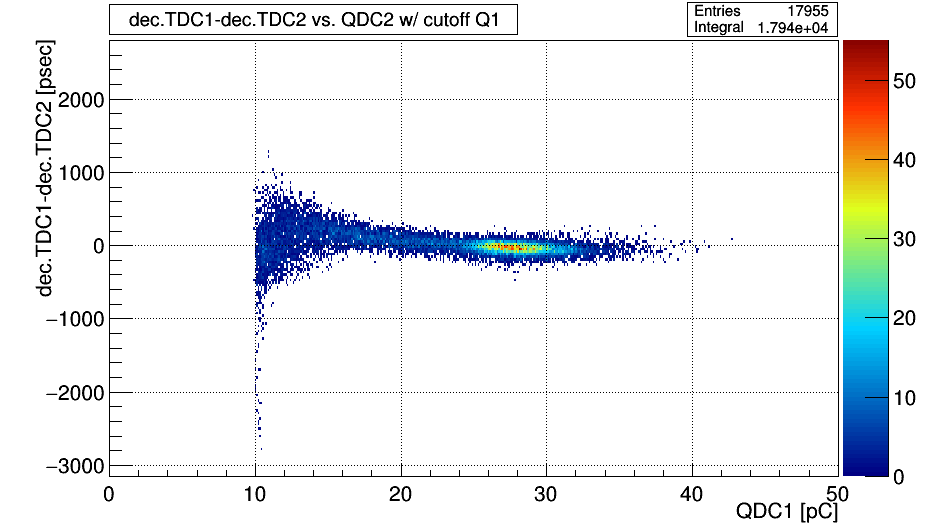 dec.TDC1-dec.TDC2 vs. QDC2 w/ cutoff Q1
Entries 17955
Integral 1.794e+04
dec.TDC1-dec.TDC2 [psec]
2000
1000
0
−1000
−2000
−3000
0 10 20 30 40 50
QDC1 [pC]
50
40
30
20
10
0